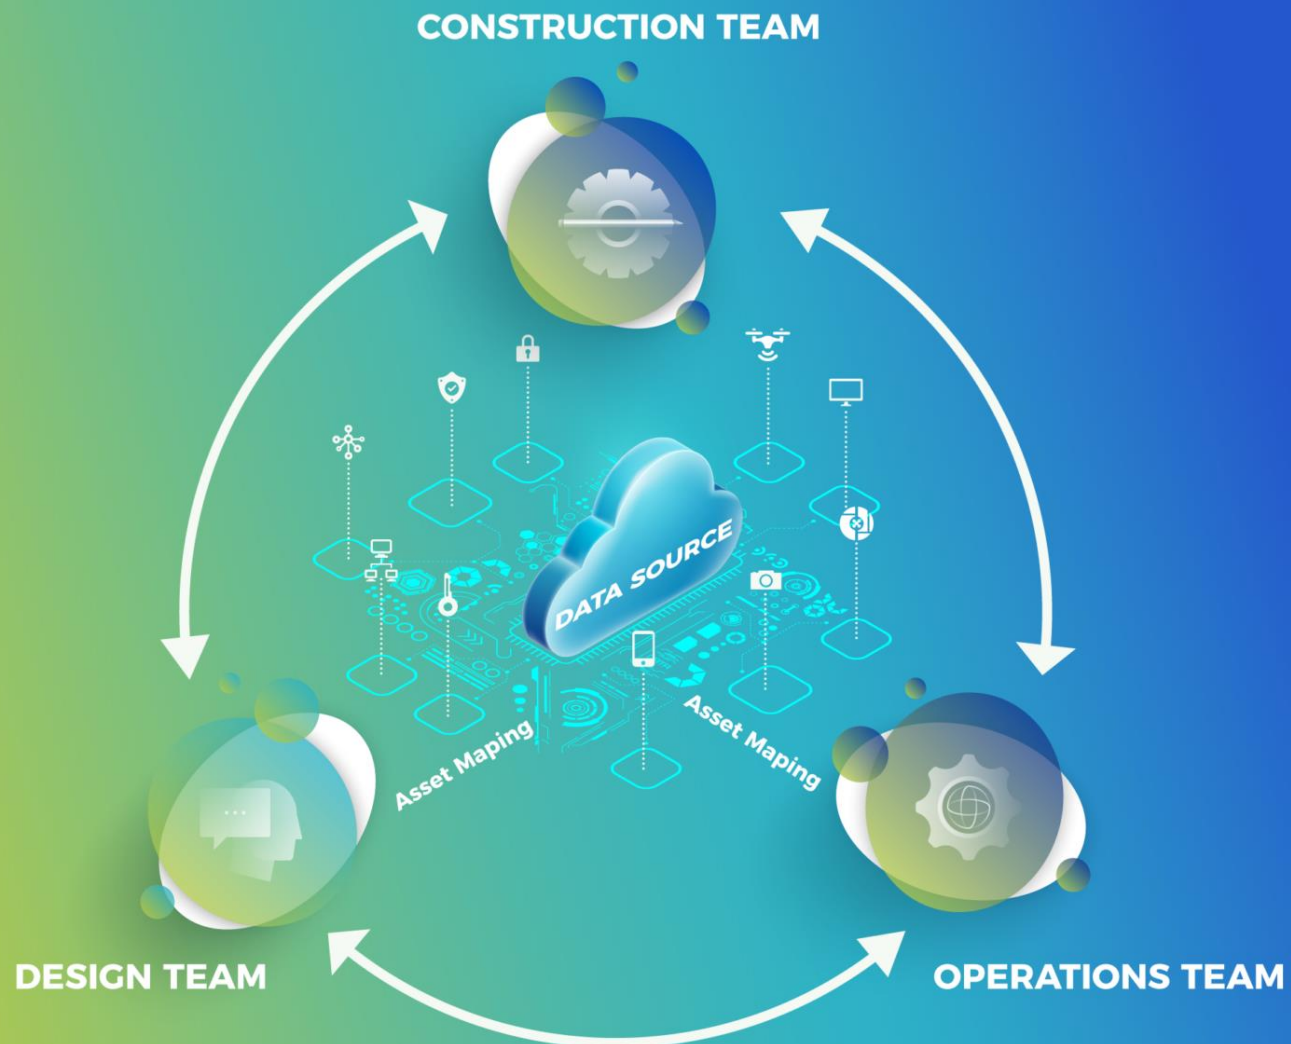 CONSTRUCTION TEAM
DATA SOURCE
Asset Maping
Asset Maping
DESIGN TEAM
OPERATIONS TEAM